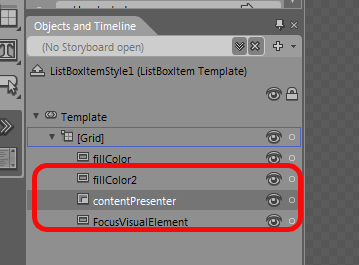 Objects and Timeline
(No Storyboard open)
ListBoxItemStyle1 (ListBoxItem Template)
Template
[Grid]
fillColor
fillColor2
contentPresenter
FocusVisualElement